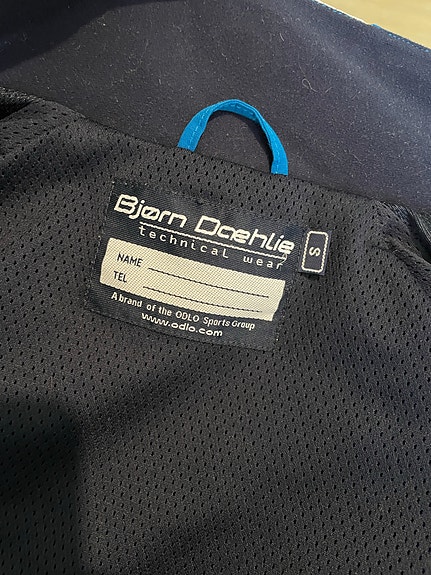 Bjørn Dæhlie
technical wear
S
NAME
TEL
A brand of the ODLO Sports Group
www.odlo.com